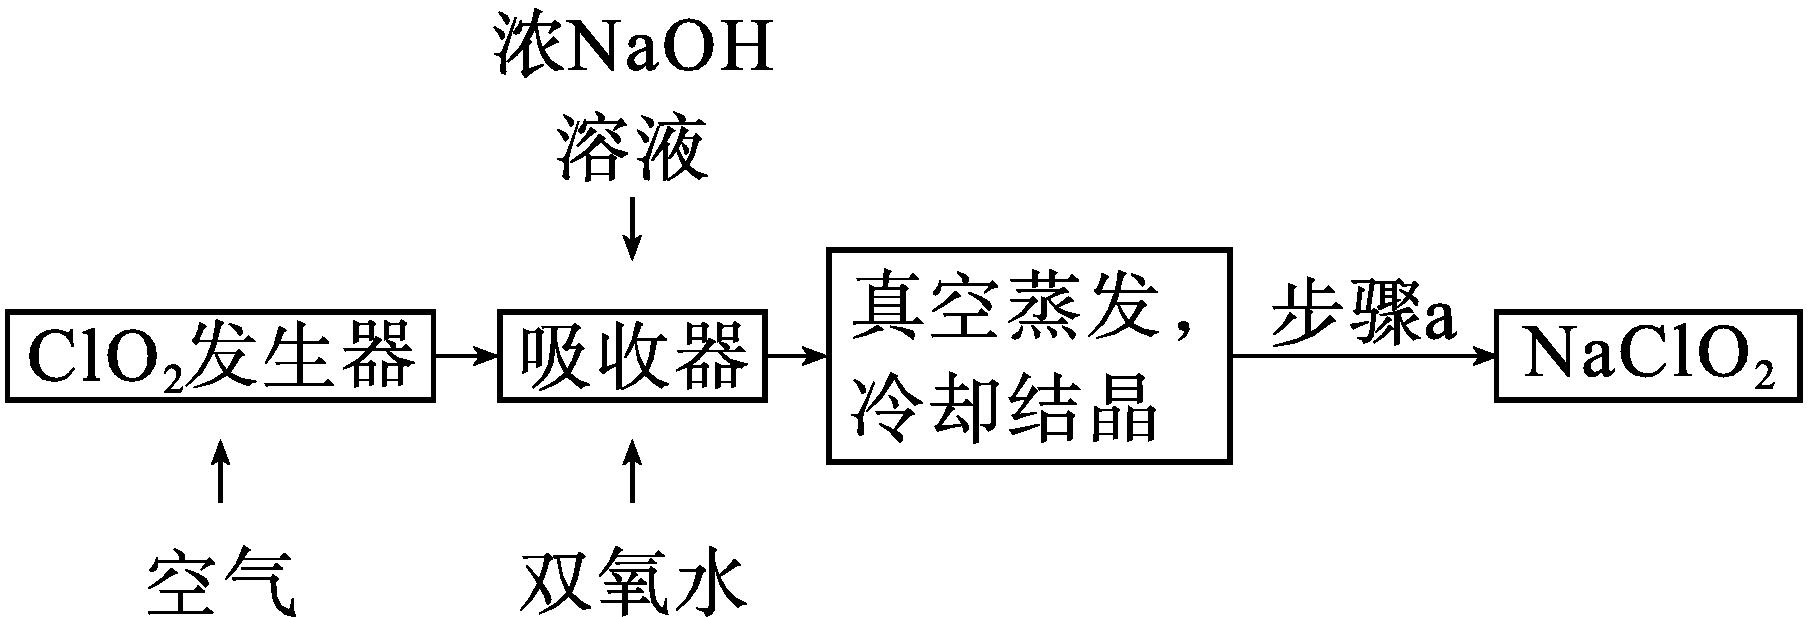 浓NaOH
溶液
ClO₂发生器
吸收器
真空蒸发，
冷却结晶
步骤a
NaClO₂
空气
双氧水